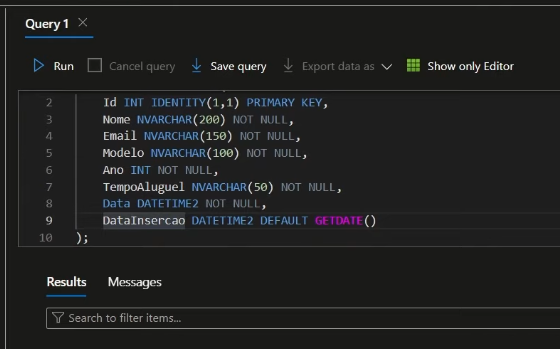 Query 1
Run Cancel query Save query Export data as Show only Editor
2 Id INT IDENTITY(1,1) PRIMARY KEY,
3 Nome NVARCHAR(200) NOT NULL,
4 Email NVARCHAR(150) NOT NULL,
5 Modelo NVARCHAR(100) NOT NULL,
6 Ano INT NOT NULL,
7 TempoAluguel NVARCHAR(50) NOT NULL,
8 Data DATETIME2 NOT NULL,
9 DataInsercao DATETIME2 DEFAULT GETDATE()
10 );
Results Messages
Search to filter items...